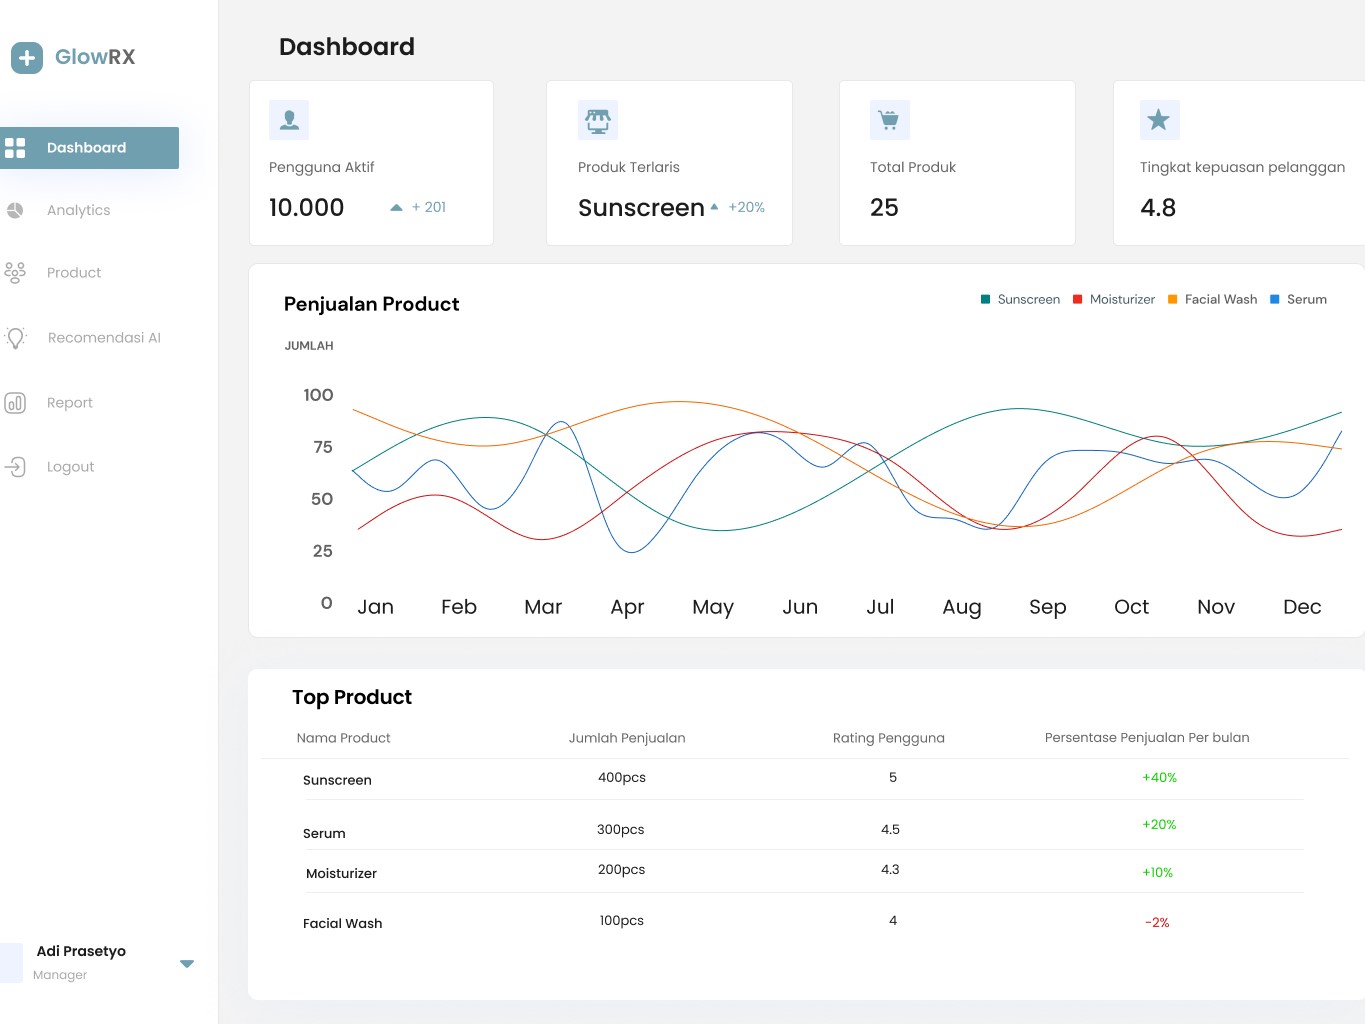 GlowRX
Dashboard
Analytics
Product
Recomendasi AI
Report
Logout
Adi Prasetyo
Manager
Dashboard
Pengguna Aktif
10.000 + 201
Produk Terlaris
Sunscreen +20%
Total Produk
25
Tingkat kepuasan pelanggan
4.8
Penjualan Product
Sunscreen Moisturizer Facial Wash Serum
JUMLAH
100
75
50
25
0
Jan Feb Mar Apr May Jun Jul Aug Sep Oct Nov Dec
Top Product
Nama Product Jumlah Penjualan Rating Pengguna Persentase Penjualan Per bulan
Sunscreen 400pcs 5 +40%
Serum 300pcs 4.5 +20%
Moisturizer 200pcs 4.3 +10%
Facial Wash 100pcs 4 -2%